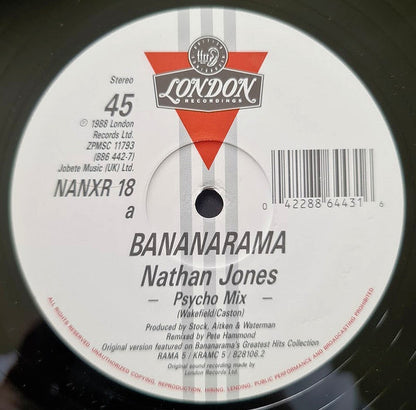 LONDON
RECORDINGS
Stereo
45
℗ 1988 London
Records Ltd.
ZPMSC 11793
(886 442-7)
Jobete Music (UK) Ltd.
NANXR 18
a
0 42288 64431 6
BANANARAMA
Nathan Jones
– Psycho Mix –
(Wakefield/Caston)
Produced by Stock, Aitken & Waterman
Remixed by Pete Hammond
Original version featured on Bananarama's Greatest Hits Collection
RAMA 5 / KRAMC 5 / 828106.2
Original sound recording made by
London Records Ltd.
ALL RIGHTS RESERVED. UNAUTHORIZED COPYING, REPRODUCTION, HIRING, LENDING, PUBLIC PERFORMANCE AND BROADCASTING PROHIBITED.